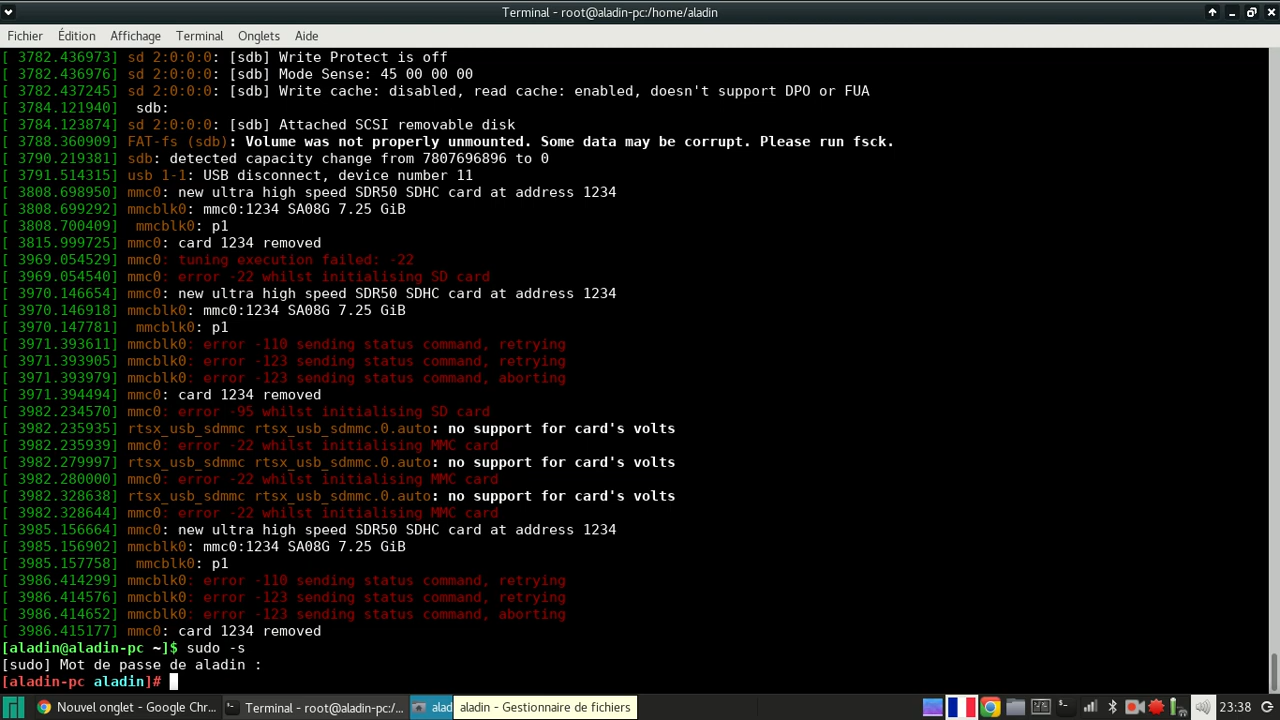 Terminal - root@aladin-pc:/home/aladin
Fichier Édition Affichage Terminal Onglets Aide
[ 3782.436973] sd 2:0:0:0: [sdb] Write Protect is off
[ 3782.436976] sd 2:0:0:0: [sdb] Mode Sense: 45 00 00 00
[ 3782.437245] sd 2:0:0:0: [sdb] Write cache: disabled, read cache: enabled, doesn't support DPO or FUA
[ 3784.121940]  sdb:
[ 3784.123874] sd 2:0:0:0: [sdb] Attached SCSI removable disk
[ 3788.360909] FAT-fs (sdb): Volume was not properly unmounted. Some data may be corrupt. Please run fsck.
[ 3790.219381] sdb: detected capacity change from 7807696896 to 0
[ 3791.514315] usb 1-1: USB disconnect, device number 11
[ 3808.698950] mmc0: new ultra high speed SDR50 SDHC card at address 1234
[ 3808.699292] mmcblk0: mmc0:1234 SA08G 7.25 GiB
[ 3808.700409]  mmcblk0: p1
[ 3815.999725] mmc0: card 1234 removed
[ 3969.054529] mmc0: tuning execution failed: -22
[ 3969.054540] mmc0: error -22 whilst initialising SD card
[ 3970.146654] mmc0: new ultra high speed SDR50 SDHC card at address 1234
[ 3970.146918] mmcblk0: mmc0:1234 SA08G 7.25 GiB
[ 3970.147781]  mmcblk0: p1
[ 3971.393611] mmcblk0: error -110 sending status command, retrying
[ 3971.393905] mmcblk0: error -123 sending status command, retrying
[ 3971.393979] mmcblk0: error -123 sending status command, aborting
[ 3971.394494] mmc0: card 1234 removed
[ 3982.234570] mmc0: error -95 whilst initialising SD card
[ 3982.235935] rtsx_usb_sdmmc rtsx_usb_sdmmc.0.auto: no support for card's volts
[ 3982.235939] mmc0: error -22 whilst initialising MMC card
[ 3982.279997] rtsx_usb_sdmmc rtsx_usb_sdmmc.0.auto: no support for card's volts
[ 3982.280000] mmc0: error -22 whilst initialising MMC card
[ 3982.328638] rtsx_usb_sdmmc rtsx_usb_sdmmc.0.auto: no support for card's volts
[ 3982.328644] mmc0: error -22 whilst initialising MMC card
[ 3985.156664] mmc0: new ultra high speed SDR50 SDHC card at address 1234
[ 3985.156902] mmcblk0: mmc0:1234 SA08G 7.25 GiB
[ 3985.157758]  mmcblk0: p1
[ 3986.414299] mmcblk0: error -110 sending status command, retrying
[ 3986.414576] mmcblk0: error -123 sending status command, retrying
[ 3986.414652] mmcblk0: error -123 sending status command, aborting
[ 3986.415177] mmc0: card 1234 removed
[aladin@aladin-pc ~]$ sudo -s
[sudo] Mot de passe de aladin :
[aladin-pc aladin]#
Nouvel onglet - Google Chr... Terminal - root@aladin-pc:/... alad aladin - Gestionnaire de fichiers 23:38